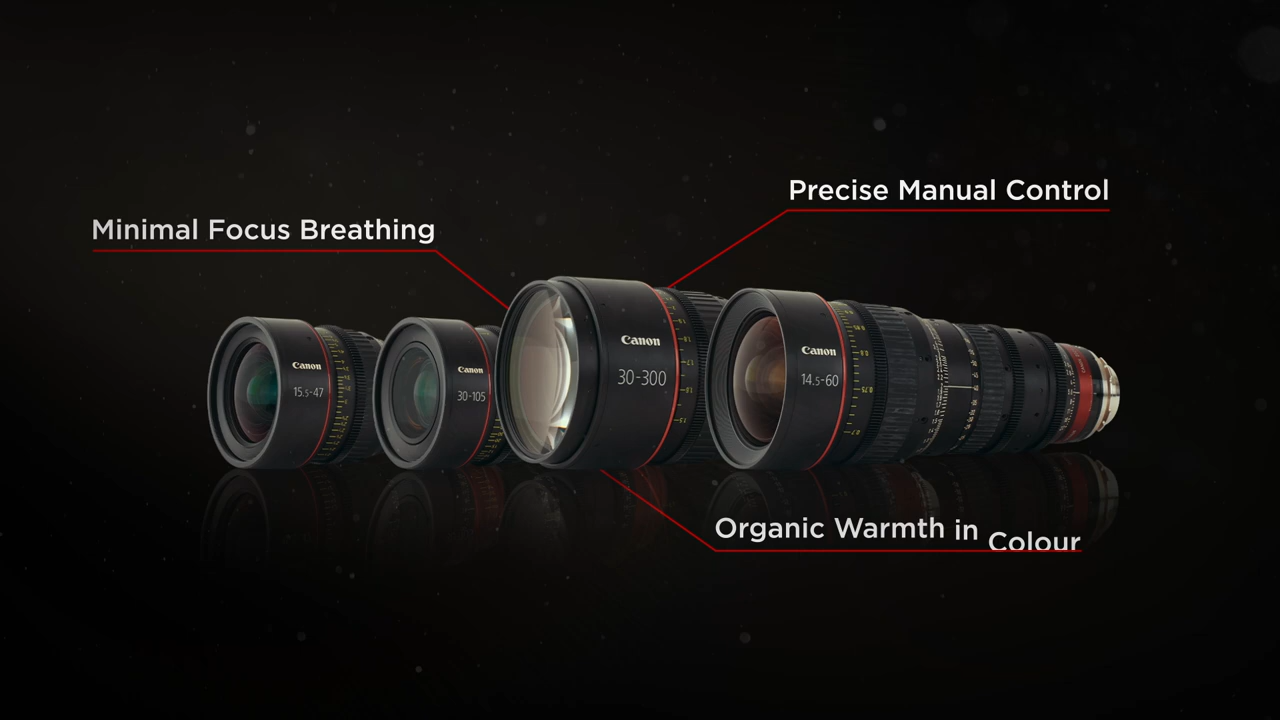 Precise Manual Control
Minimal Focus Breathing
Canon
15.5-47
Canon
30-105
Canon
30-300
Canon
14.5-60
Organic Warmth in Colour